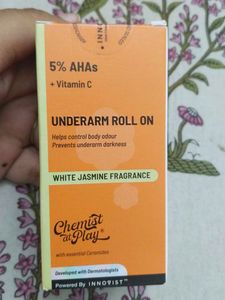 INNOVIST
5% AHAs
+ Vitamin C
UNDERARM ROLL ON
Helps control body odour
Prevents underarm darkness
WHITE JASMINE FRAGRANCE
Chemist
at Play®
with essential Ceramides
Developed with Dermatologists
Powered By INNOVIST™